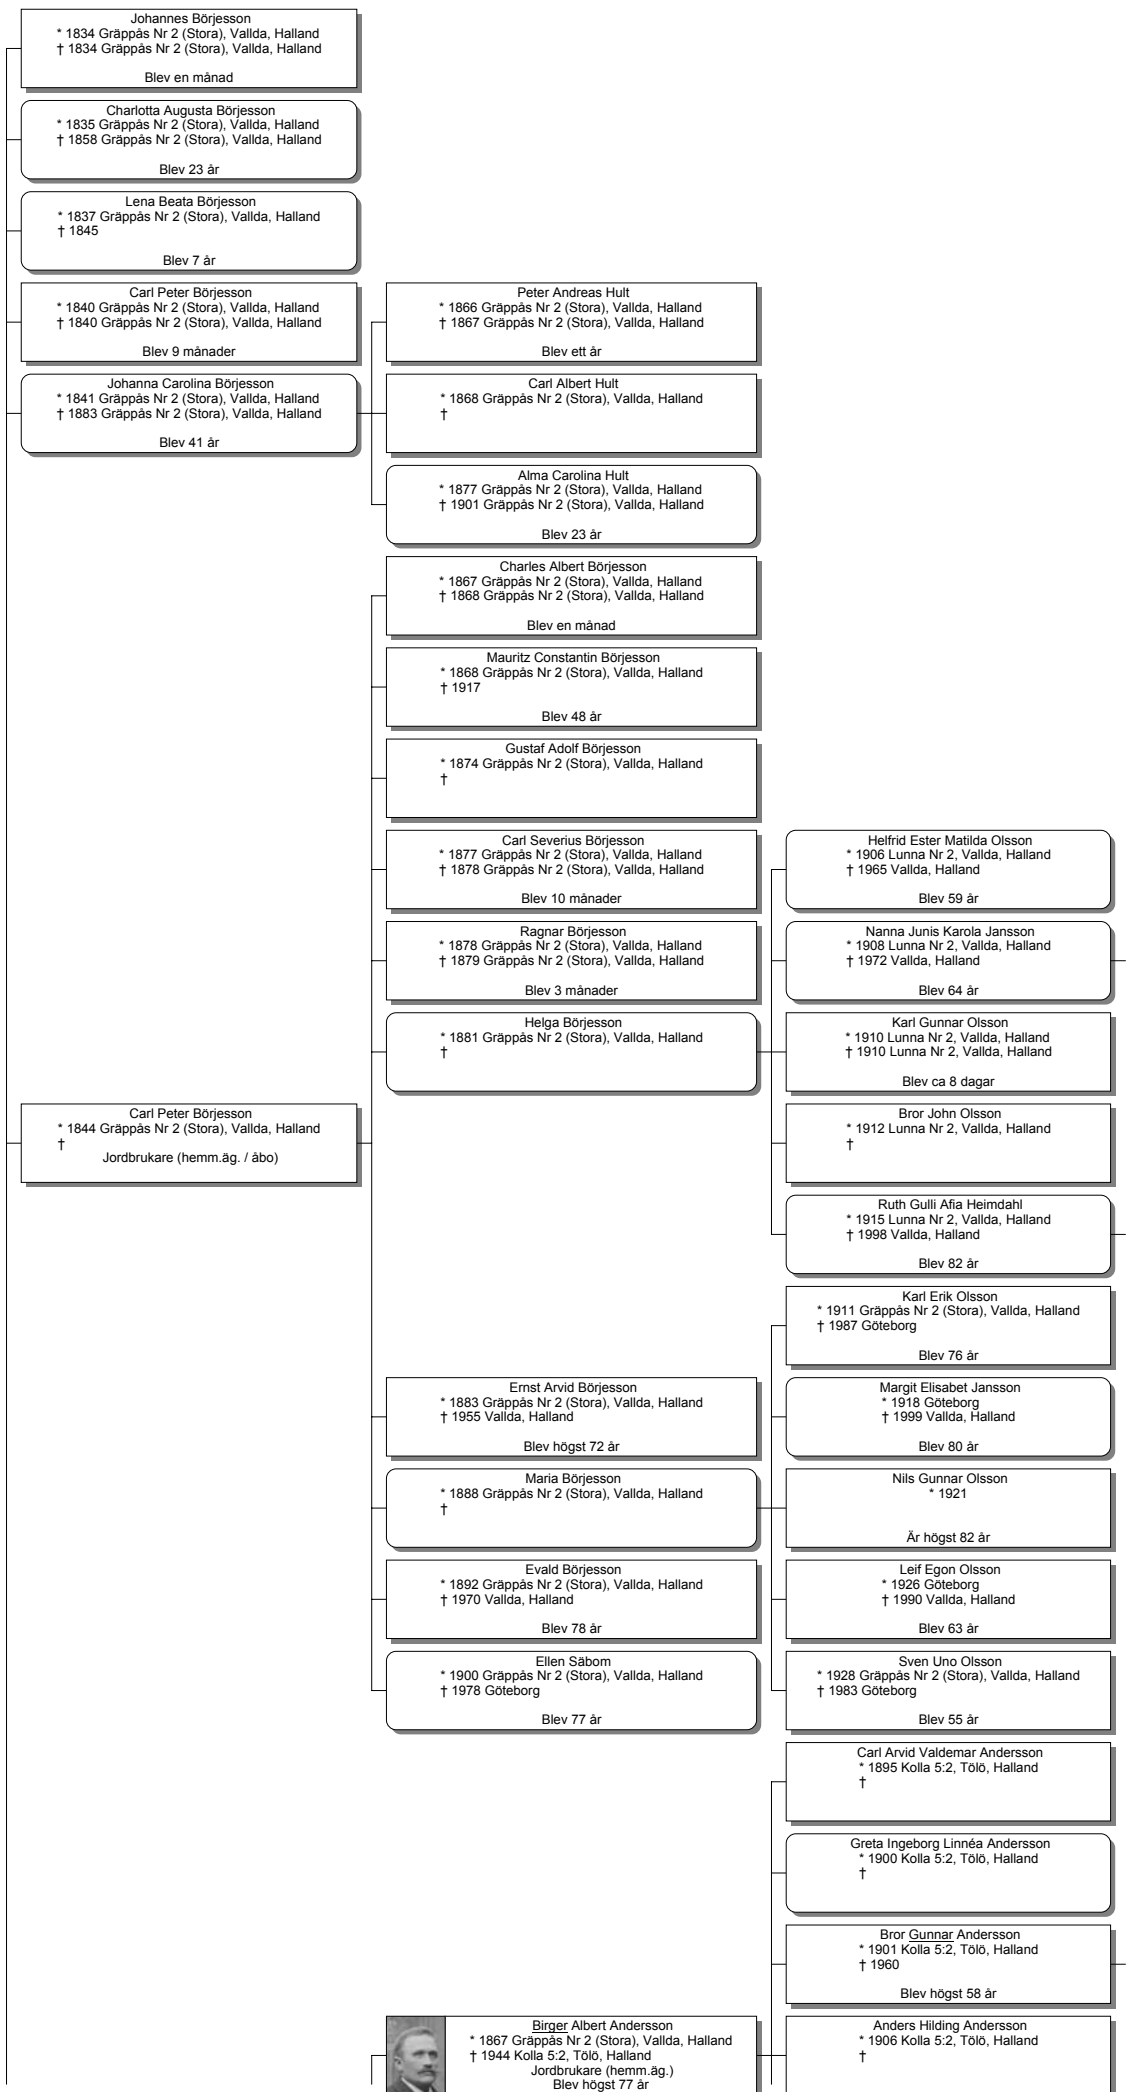 Johannes Börjesson
* 1834 Gräppås Nr 2 (Stora), Vallda, Halland
† 1834 Gräppås Nr 2 (Stora), Vallda, Halland
Blev en månad
Charlotta Augusta Börjesson
* 1835 Gräppås Nr 2 (Stora), Vallda, Halland
† 1858 Gräppås Nr 2 (Stora), Vallda, Halland
Blev 23 år
Lena Beata Börjesson
* 1837 Gräppås Nr 2 (Stora), Vallda, Halland
† 1845
Blev 7 år
Carl Peter Börjesson
* 1840 Gräppås Nr 2 (Stora), Vallda, Halland
† 1840 Gräppås Nr 2 (Stora), Vallda, Halland
Blev 9 månader
Johanna Carolina Börjesson
* 1841 Gräppås Nr 2 (Stora), Vallda, Halland
† 1883 Gräppås Nr 2 (Stora), Vallda, Halland
Blev 41 år
Carl Peter Börjesson
* 1844 Gräppås Nr 2 (Stora), Vallda, Halland
†
Jordbrukare (hemm.äg. / åbo)
Peter Andreas Hult
* 1866 Gräppås Nr 2 (Stora), Vallda, Halland
† 1867 Gräppås Nr 2 (Stora), Vallda, Halland
Blev ett år
Carl Albert Hult
* 1868 Gräppås Nr 2 (Stora), Vallda, Halland
†
Alma Carolina Hult
* 1877 Gräppås Nr 2 (Stora), Vallda, Halland
† 1901 Gräppås Nr 2 (Stora), Vallda, Halland
Blev 23 år
Charles Albert Börjesson
* 1867 Gräppås Nr 2 (Stora), Vallda, Halland
† 1868 Gräppås Nr 2 (Stora), Vallda, Halland
Blev en månad
Mauritz Constantin Börjesson
* 1868 Gräppås Nr 2 (Stora), Vallda, Halland
† 1917
Blev 48 år
Gustaf Adolf Börjesson
* 1874 Gräppås Nr 2 (Stora), Vallda, Halland
†
Carl Severius Börjesson
* 1877 Gräppås Nr 2 (Stora), Vallda, Halland
† 1878 Gräppås Nr 2 (Stora), Vallda, Halland
Blev 10 månader
Ragnar Börjesson
* 1878 Gräppås Nr 2 (Stora), Vallda, Halland
† 1879 Gräppås Nr 2 (Stora), Vallda, Halland
Blev 3 månader
Helga Börjesson
* 1881 Gräppås Nr 2 (Stora), Vallda, Halland
†
Ernst Arvid Börjesson
* 1883 Gräppås Nr 2 (Stora), Vallda, Halland
† 1955 Vallda, Halland
Blev högst 72 år
Maria Börjesson
* 1888 Gräppås Nr 2 (Stora), Vallda, Halland
†
Evald Börjesson
* 1892 Gräppås Nr 2 (Stora), Vallda, Halland
† 1970 Vallda, Halland
Blev 78 år
Ellen Säbom
* 1900 Gräppås Nr 2 (Stora), Vallda, Halland
† 1978 Göteborg
Blev 77 år
Birger Albert Andersson
* 1867 Gräppås Nr 2 (Stora), Vallda, Halland
† 1944 Kolla 5:2, Tölö, Halland
Jordbrukare (hemm.äg.)
Blev högst 77 år
Helfrid Ester Matilda Olsson
* 1906 Lunna Nr 2, Vallda, Halland
† 1965 Vallda, Halland
Blev 59 år
Nanna Junis Karola Jansson
* 1908 Lunna Nr 2, Vallda, Halland
† 1972 Vallda, Halland
Blev 64 år
Karl Gunnar Olsson
* 1910 Lunna Nr 2, Vallda, Halland
† 1910 Lunna Nr 2, Vallda, Halland
Blev ca 8 dagar
Bror John Olsson
* 1912 Lunna Nr 2, Vallda, Halland
†
Ruth Gulli Afia Heimdahl
* 1915 Lunna Nr 2, Vallda, Halland
† 1998 Vallda, Halland
Blev 82 år
Karl Erik Olsson
* 1911 Gräppås Nr 2 (Stora), Vallda, Halland
† 1987 Göteborg
Blev 76 år
Margit Elisabet Jansson
* 1918 Göteborg
† 1999 Vallda, Halland
Blev 80 år
Nils Gunnar Olsson
* 1921
Är högst 82 år
Leif Egon Olsson
* 1926 Göteborg
† 1990 Vallda, Halland
Blev 63 år
Sven Uno Olsson
* 1928 Gräppås Nr 2 (Stora), Vallda, Halland
† 1983 Göteborg
Blev 55 år
Carl Arvid Valdemar Andersson
* 1895 Kolla 5:2, Tölö, Halland
†
Greta Ingeborg Linnéa Andersson
* 1900 Kolla 5:2, Tölö, Halland
†
Bror Gunnar Andersson
* 1901 Kolla 5:2, Tölö, Halland
† 1960
Blev högst 58 år
Anders Hilding Andersson
* 1906 Kolla 5:2, Tölö, Halland
†